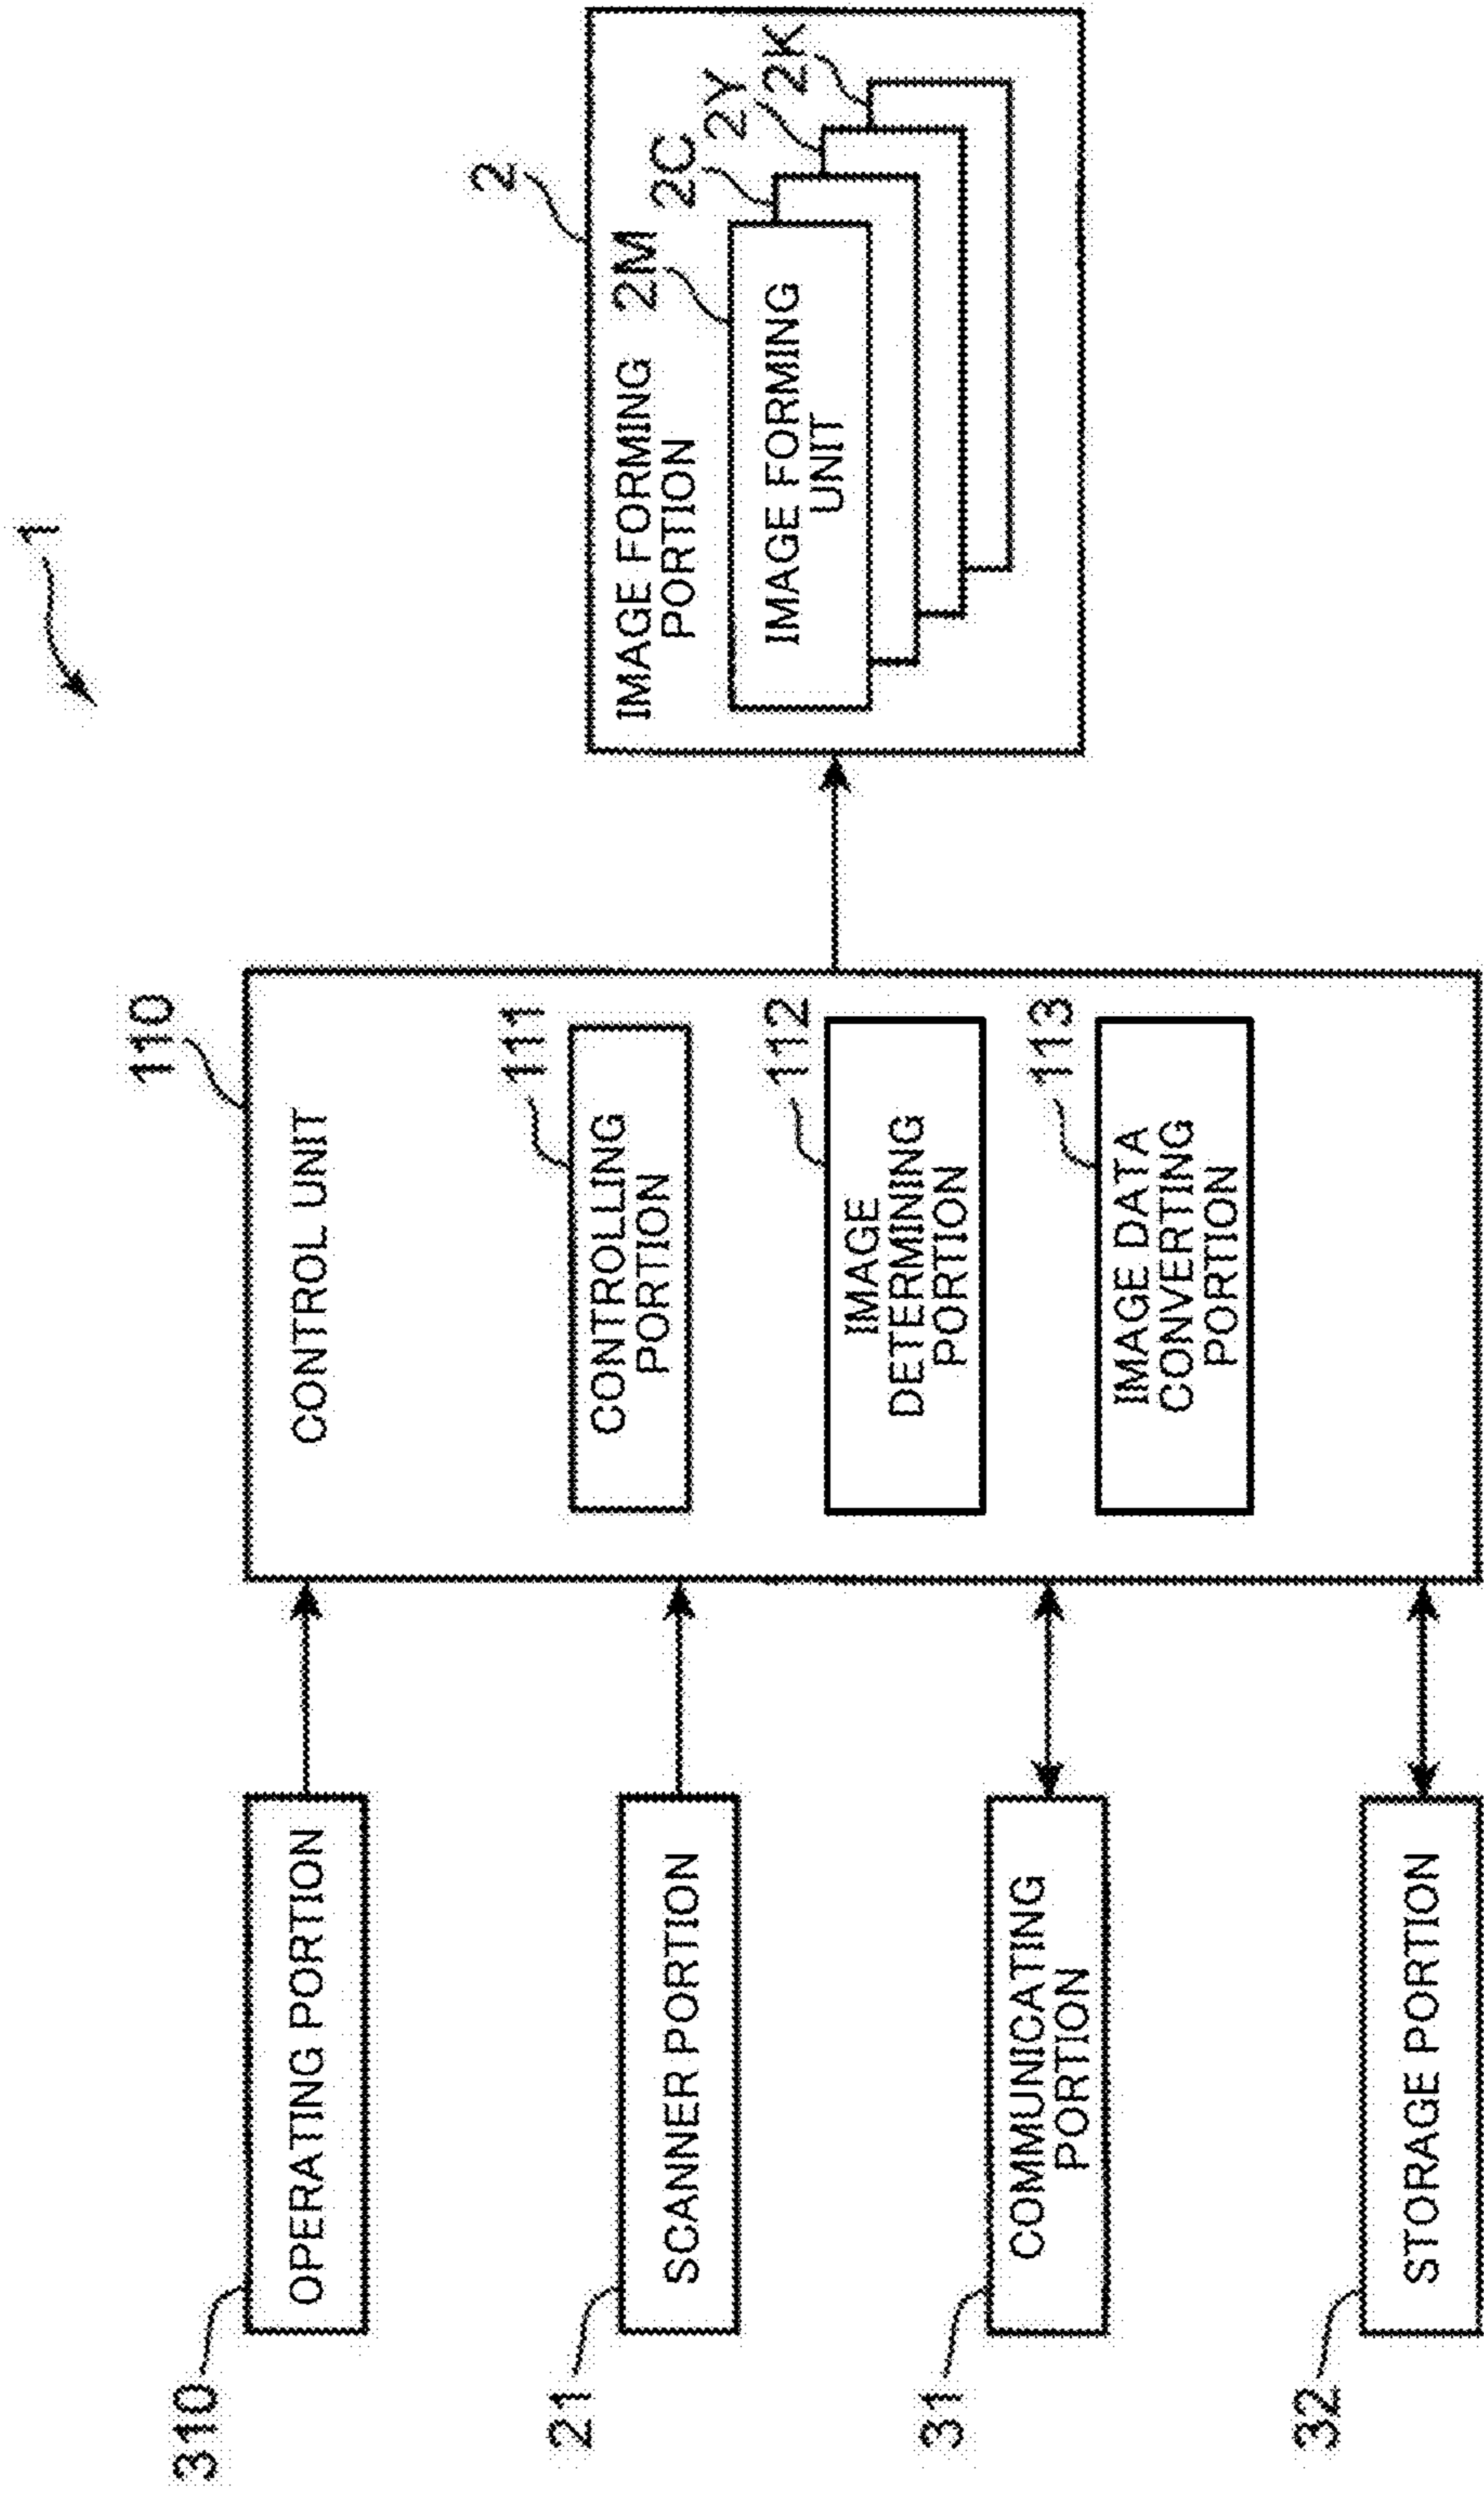 1
310
OPERATING PORTION
21
SCANNER PORTION
31
COMMUNICATING
PORTION
32
STORAGE PORTION
110
CONTROL UNIT
111
CONTROLLING
PORTION
112
IMAGE
DETERMINING
PORTION
113
IMAGE DATA
CONVERTING
PORTION
2
IMAGE FORMING
PORTION
2M
2C
2Y
2K
IMAGE FORMING
UNIT